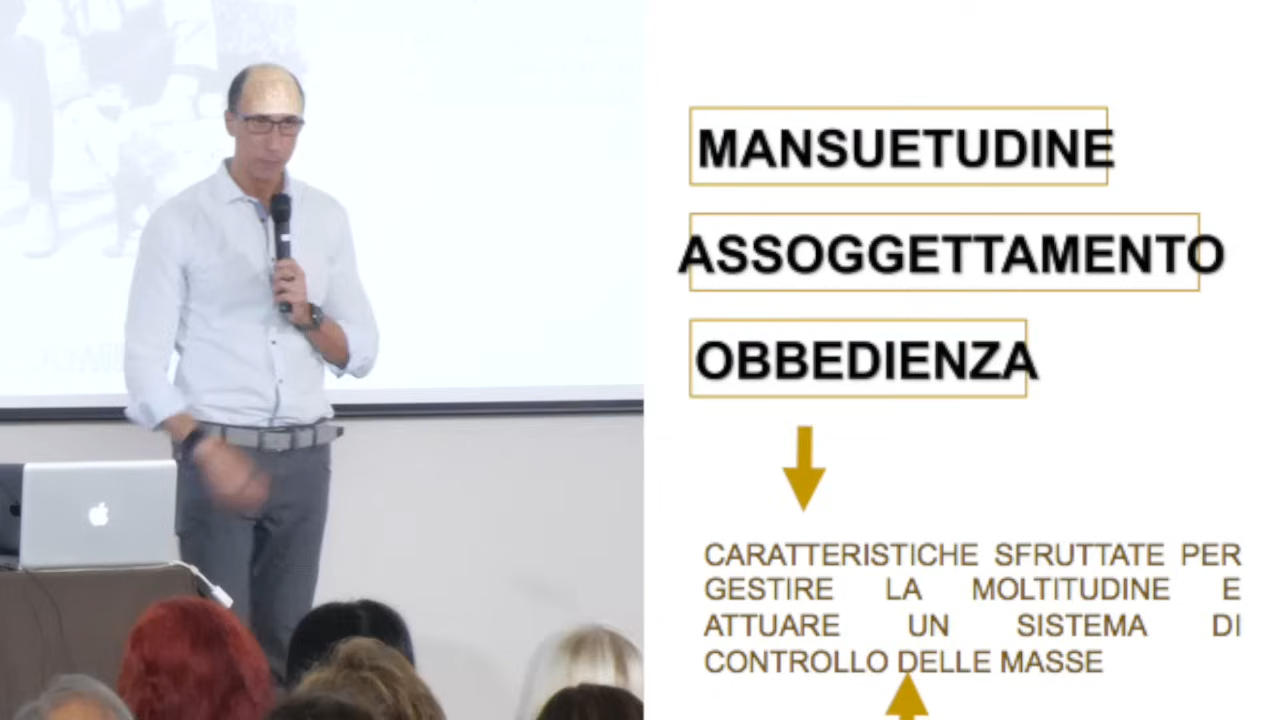 MANSUETUDINE
ASSOGGETTAMENTO
OBBEDIENZA
CARATTERISTICHE SFRUTTATE PER
GESTIRE LA MOLTITUDINE E
ATTUARE UN SISTEMA DI
CONTROLLO DELLE MASSE